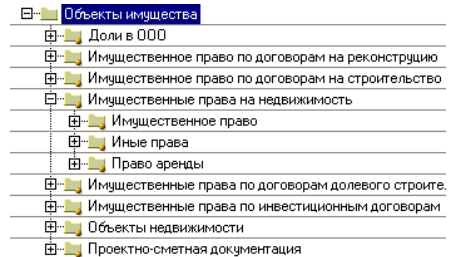 Объекты имущества
Доли в ООО
Имущественное право по договорам на реконструцию
Имущественное право по договорам на строительство
Имущественные права на недвижимость
Имущественное право
Иные права
Право аренды
Имущественные права по договорам долевого строите.
Имущественные права по инвестиционным договорам
Объекты недвижимости
Проектно-сметная документация